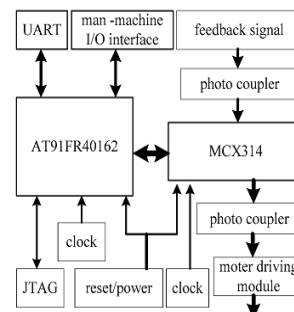 UART
man -machine
I/O interface
feedback signal
photo coupler
AT91FR40162
MCX314
photo coupler
clock
moter driving
module
JTAG
reset/power
clock